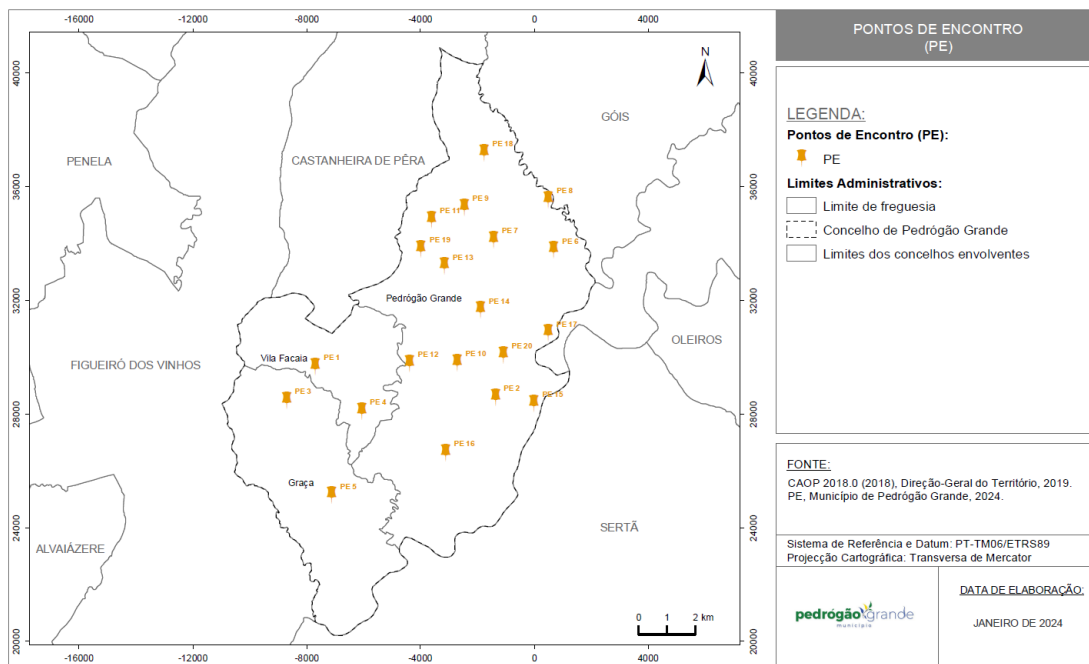 -16000 -12000 -8000 -4000 0 4000
PONTOS DE ENCONTRO
(PE)
40000 40000
N
GÓIS
LEGENDA:
Pontos de Encontro (PE):
PE
Limites Administrativos:
Limite de freguesia
Concelho de Pedrógão Grande
Limites dos concelhos envolventes
PE 18
PENELA
CASTANHEIRA DE PÊRA
36000 36000
PE 8
PE 9
PE 11
PE 7
PE 19
PE 6
PE 13
32000 32000
Pedrógão Grande
PE 14
PE 17
OLEIROS
PE 20
Vila Facaia
PE 1
PE 12
PE 10
FIGUEIRÓ DOS VINHOS
PE 3
PE 4
PE 2
PE 15
28000 28000
PE 16
Graça
PE 5
24000 24000
SERTÃ
ALVAIÁZERE
0 1 2 km
20000 20000
-16000 -12000 -8000 -4000 0 4000
FONTE:
CAOP 2018.0 (2018), Direção-Geral do Território, 2019.
PE, Município de Pedrógão Grande, 2024.
Sistema de Referência e Datum: PT-TM06/ETRS89
Projecção Cartográfica: Transversa de Mercator
pedrógão grande
município
DATA DE ELABORAÇÃO:
JANEIRO DE 2024